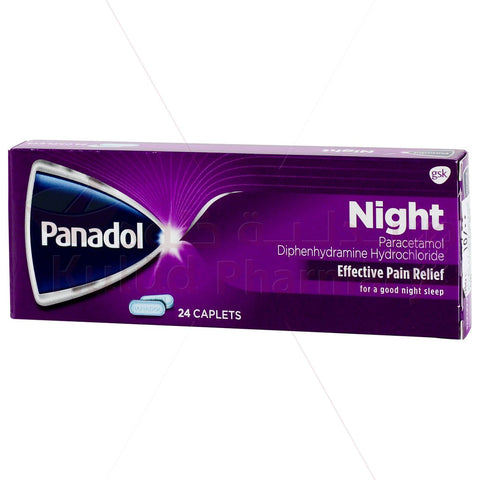 gsk
Night
Paracetamol
Diphenhydramine Hydrochloride
Effective Pain Relief
for a good night sleep
Panadol
24 CAPLETS